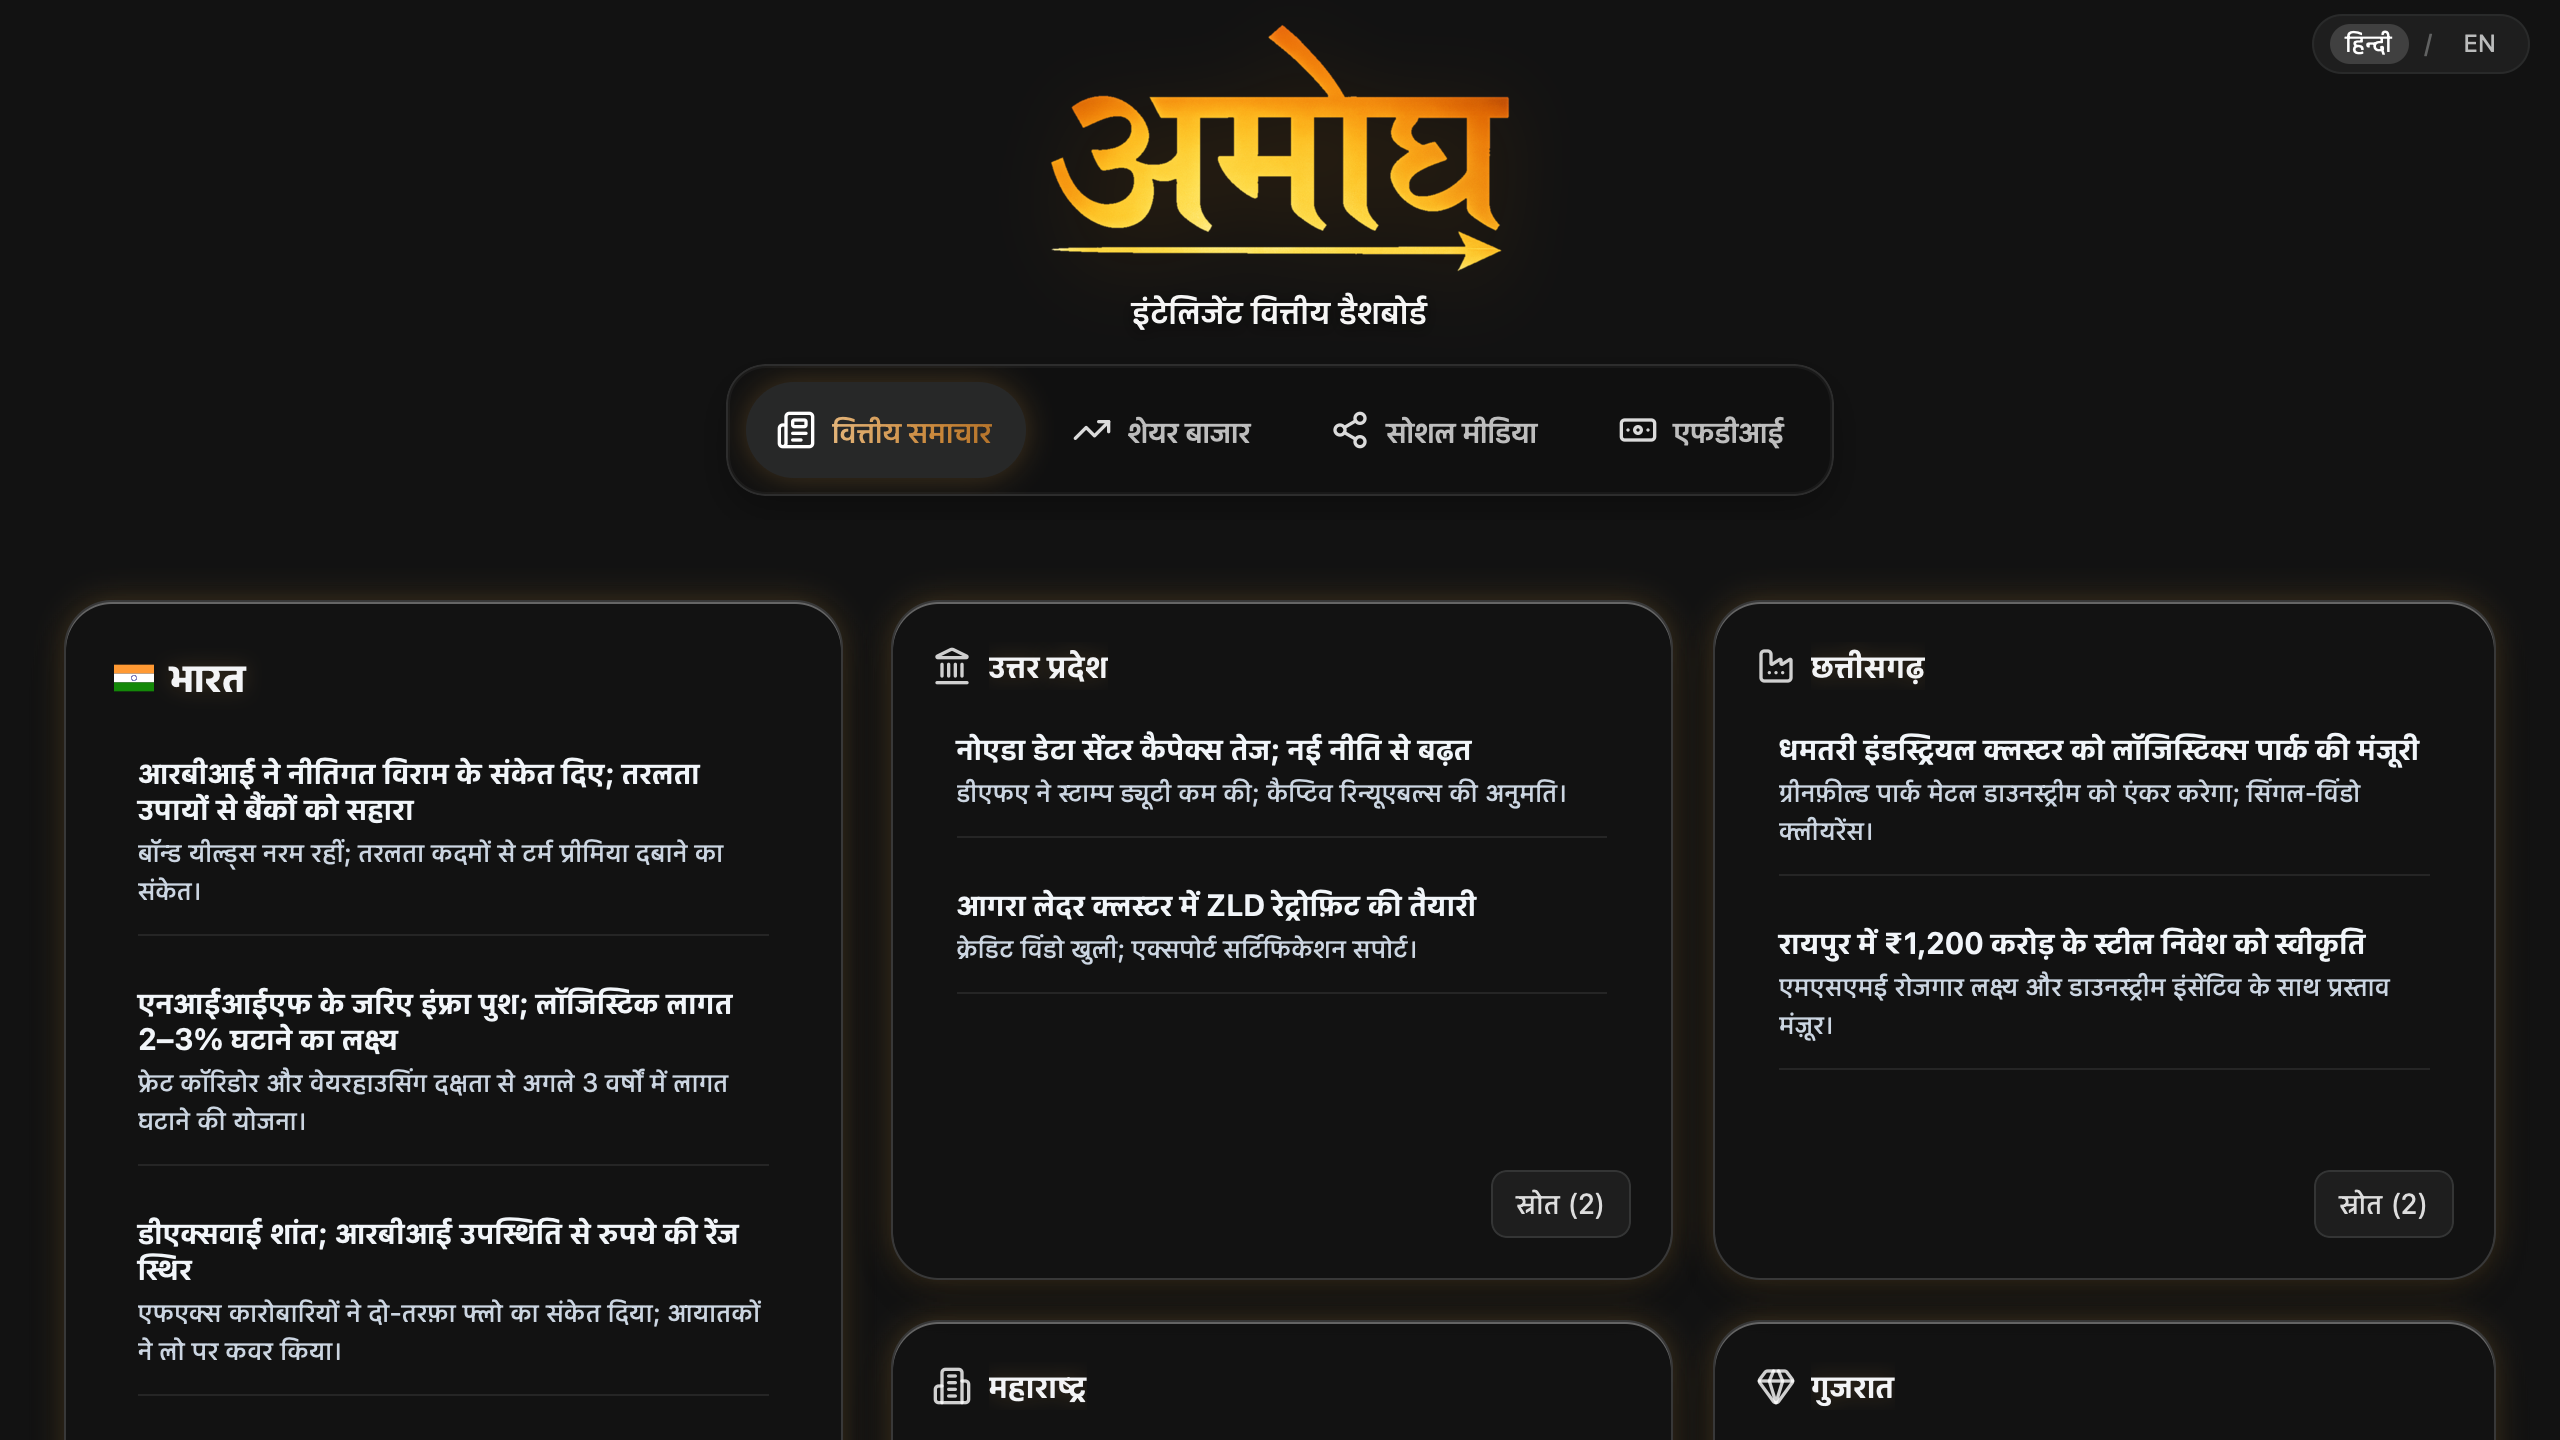 हिन्दी / EN
अमोघ
इंटेलिजेंट वित्तीय डैशबोर्ड
वित्तीय समाचार
शेयर बाजार
सोशल मीडिया
एफडीआई
भारत
आरबीआई ने नीतिगत विराम के संकेत दिए; तरलता
उपायों से बैंकों को सहारा
बॉन्ड यील्ड्स नरम रहीं; तरलता कदमों से टर्म प्रीमिया दबाने का
संकेत।
एनआईआईएफ के जरिए इंफ्रा पुश; लॉजिस्टिक लागत
2–3% घटाने का लक्ष्य
फ्रेट कॉरिडोर और वेयरहाउसिंग दक्षता से अगले 3 वर्षों में लागत
घटाने की योजना।
डीएक्सवाई शांत; आरबीआई उपस्थिति से रुपये की रेंज
स्थिर
एफएक्स कारोबारियों ने दो-तरफ़ा फ्लो का संकेत दिया; आयातकों
ने लो पर कवर किया।
उत्तर प्रदेश
नोएडा डेटा सेंटर कैपेक्स तेज; नई नीति से बढ़त
डीएफए ने स्टाम्प ड्यूटी कम की; कैप्टिव रिन्यूएबल्स की अनुमति।
आगरा लेदर क्लस्टर में ZLD रेट्रोफ़िट की तैयारी
क्रेडिट विंडो खुली; एक्सपोर्ट सर्टिफिकेशन सपोर्ट।
स्रोत (2)
छत्तीसगढ़
धमतरी इंडस्ट्रियल क्लस्टर को लॉजिस्टिक्स पार्क की मंजूरी
ग्रीनफ़ील्ड पार्क मेटल डाउनस्ट्रीम को एंकर करेगा; सिंगल-विंडो
क्लीयरेंस।
रायपुर में ₹1,200 करोड़ के स्टील निवेश को स्वीकृति
एमएसएमई रोजगार लक्ष्य और डाउनस्ट्रीम इंसेंटिव के साथ प्रस्ताव
मंज़ूर।
स्रोत (2)
महाराष्ट्र
गुजरात